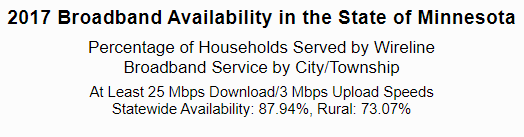 2017 Broadband Availability in the State of Minnesota
Percentage of Households Served by Wireline
Broadband Service by City/Township
At Least 25 Mbps Download/3 Mbps Upload Speeds
Statewide Availability: 87.94%, Rural: 73.07%